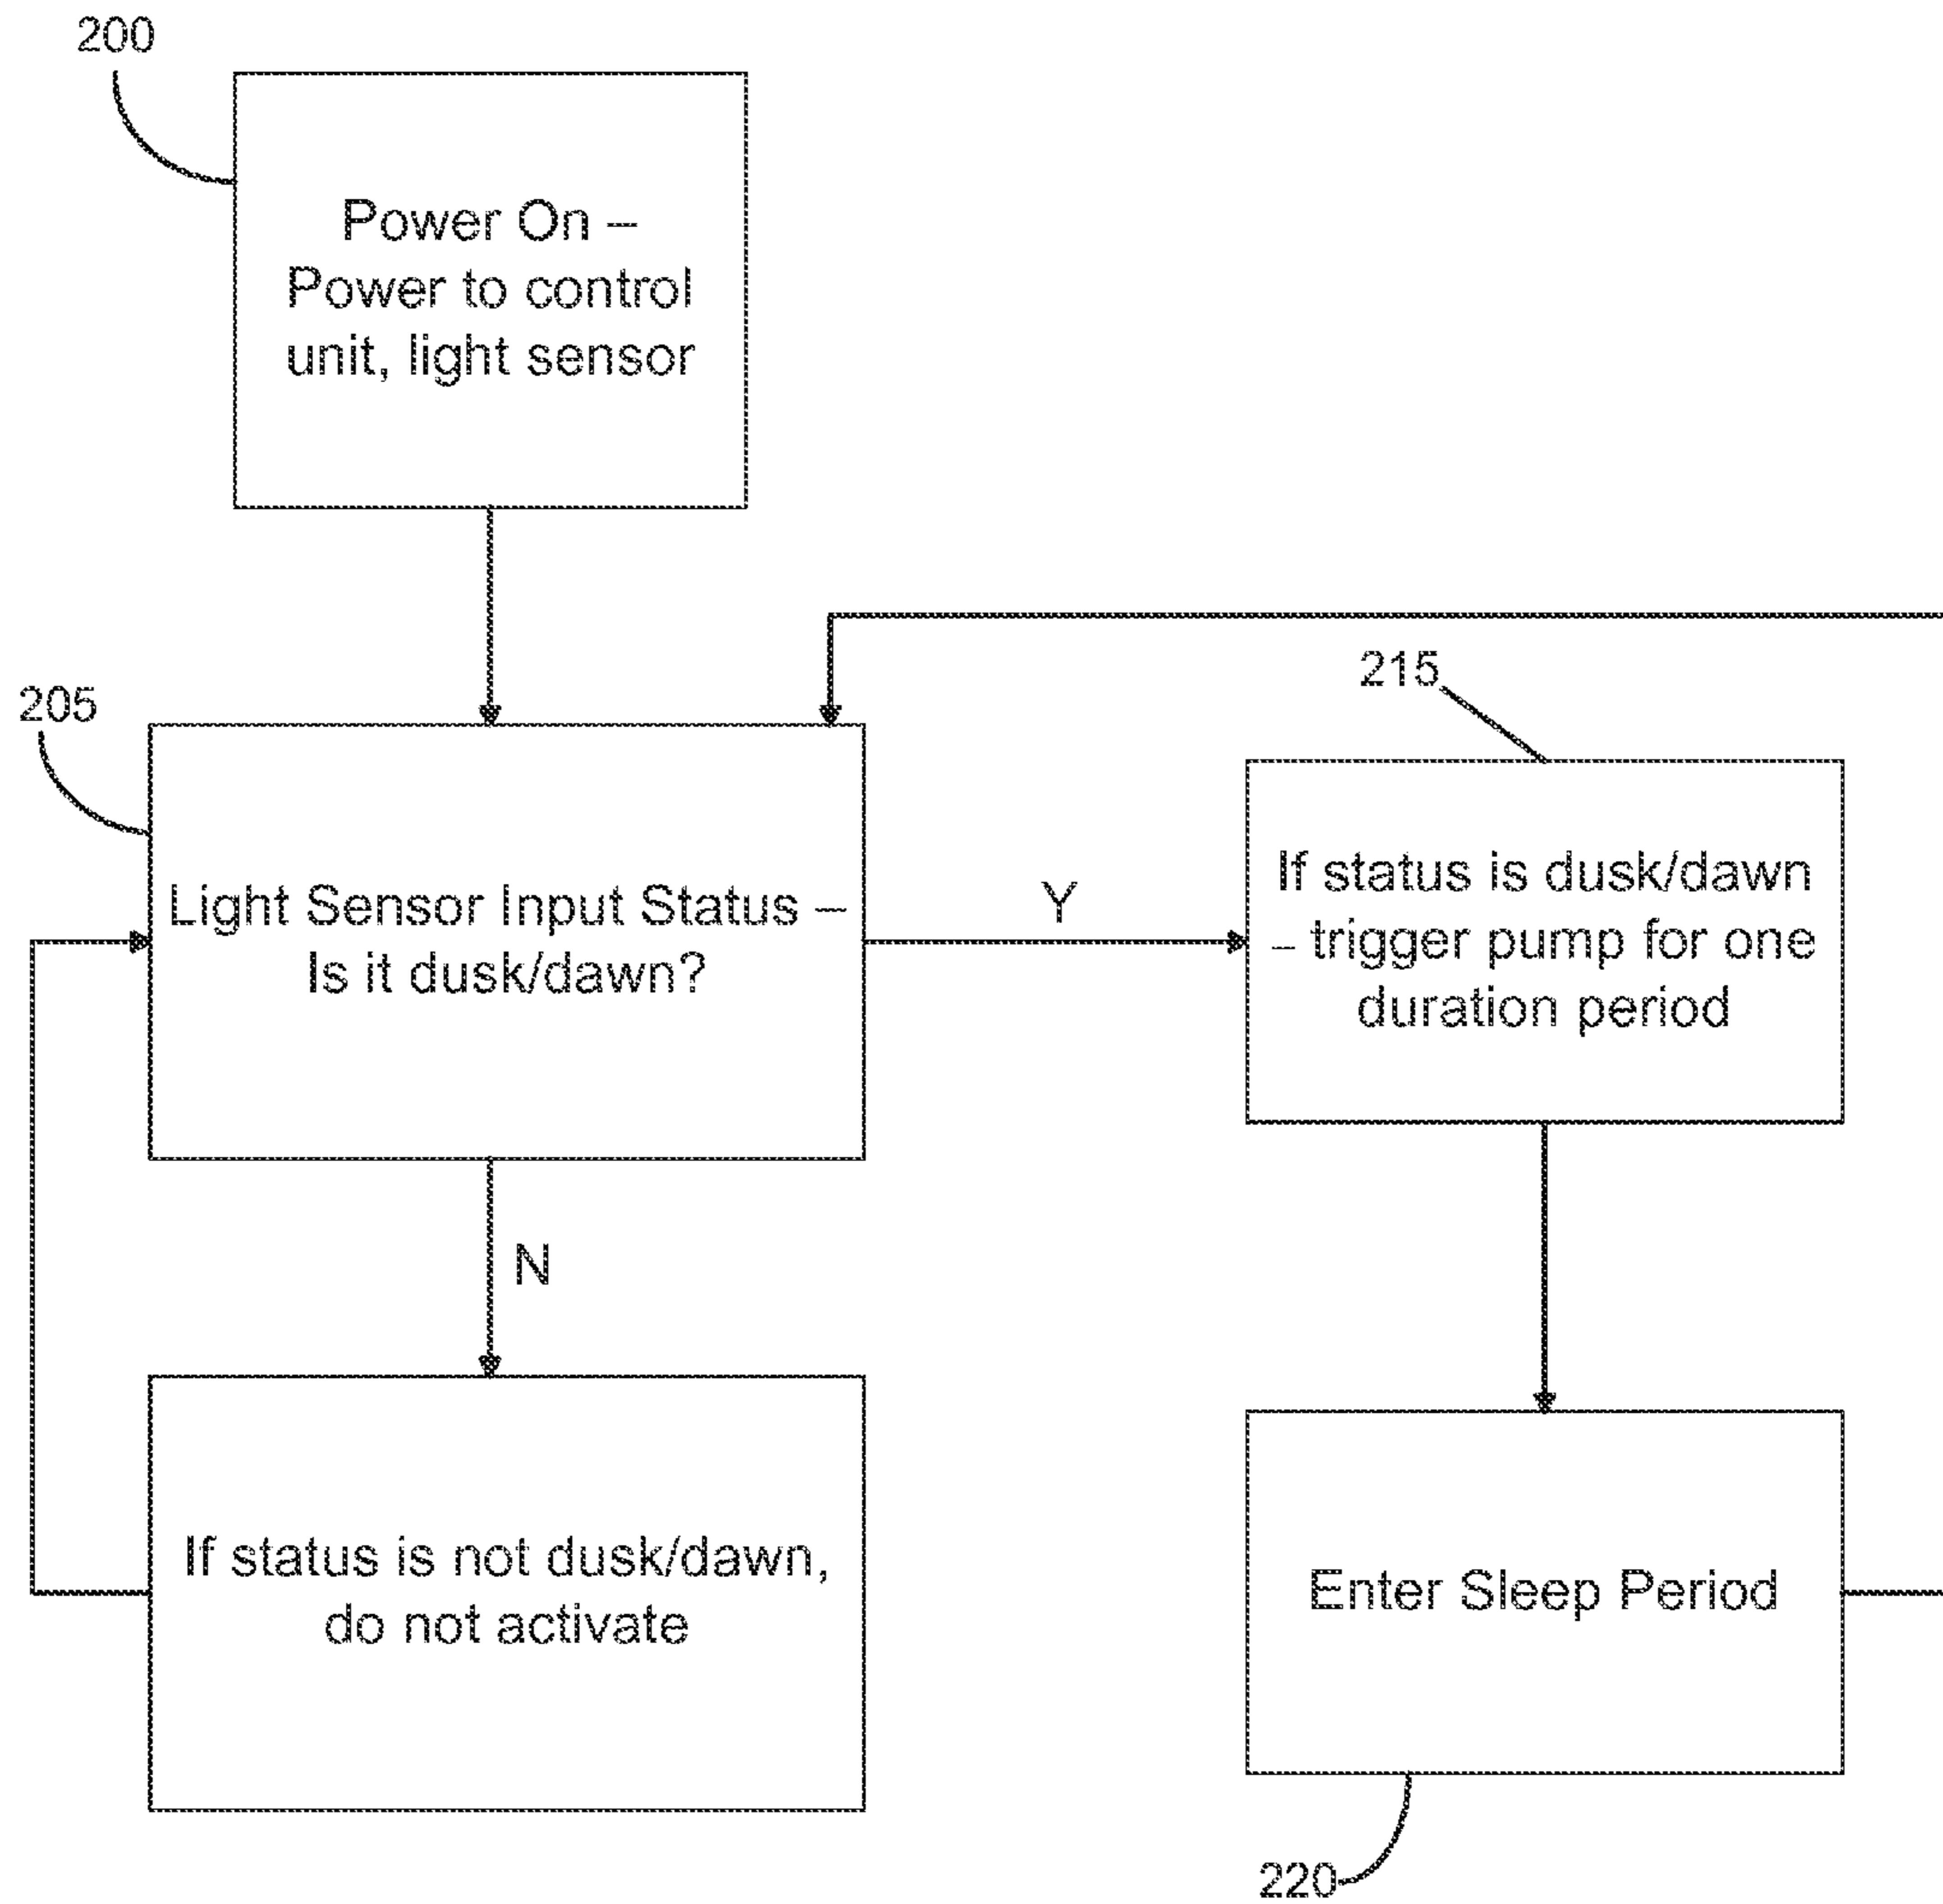 200
Power On –
Power to control
unit, light sensor
215
205
Light Sensor Input Status –
Is it dusk/dawn?
Y
If status is dusk/dawn
– trigger pump for one
duration period
N
If status is not dusk/dawn,
do not activate
Enter Sleep Period
220